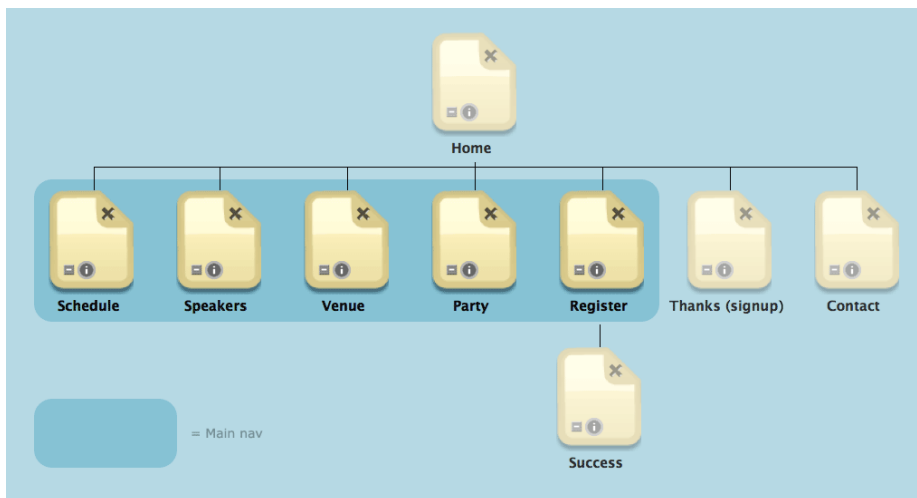 Home
Schedule
Speakers
Venue
Party
Register
Thanks (signup)
Contact
Success
= Main nav